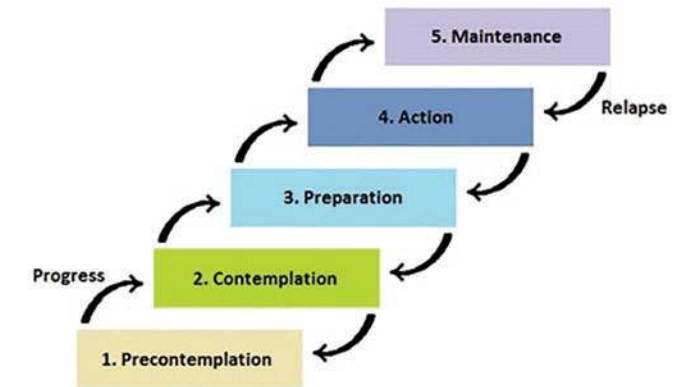 5. Maintenance
Relapse
4. Action
3. Preparation
Progress
2. Contemplation
1. Precontemplation